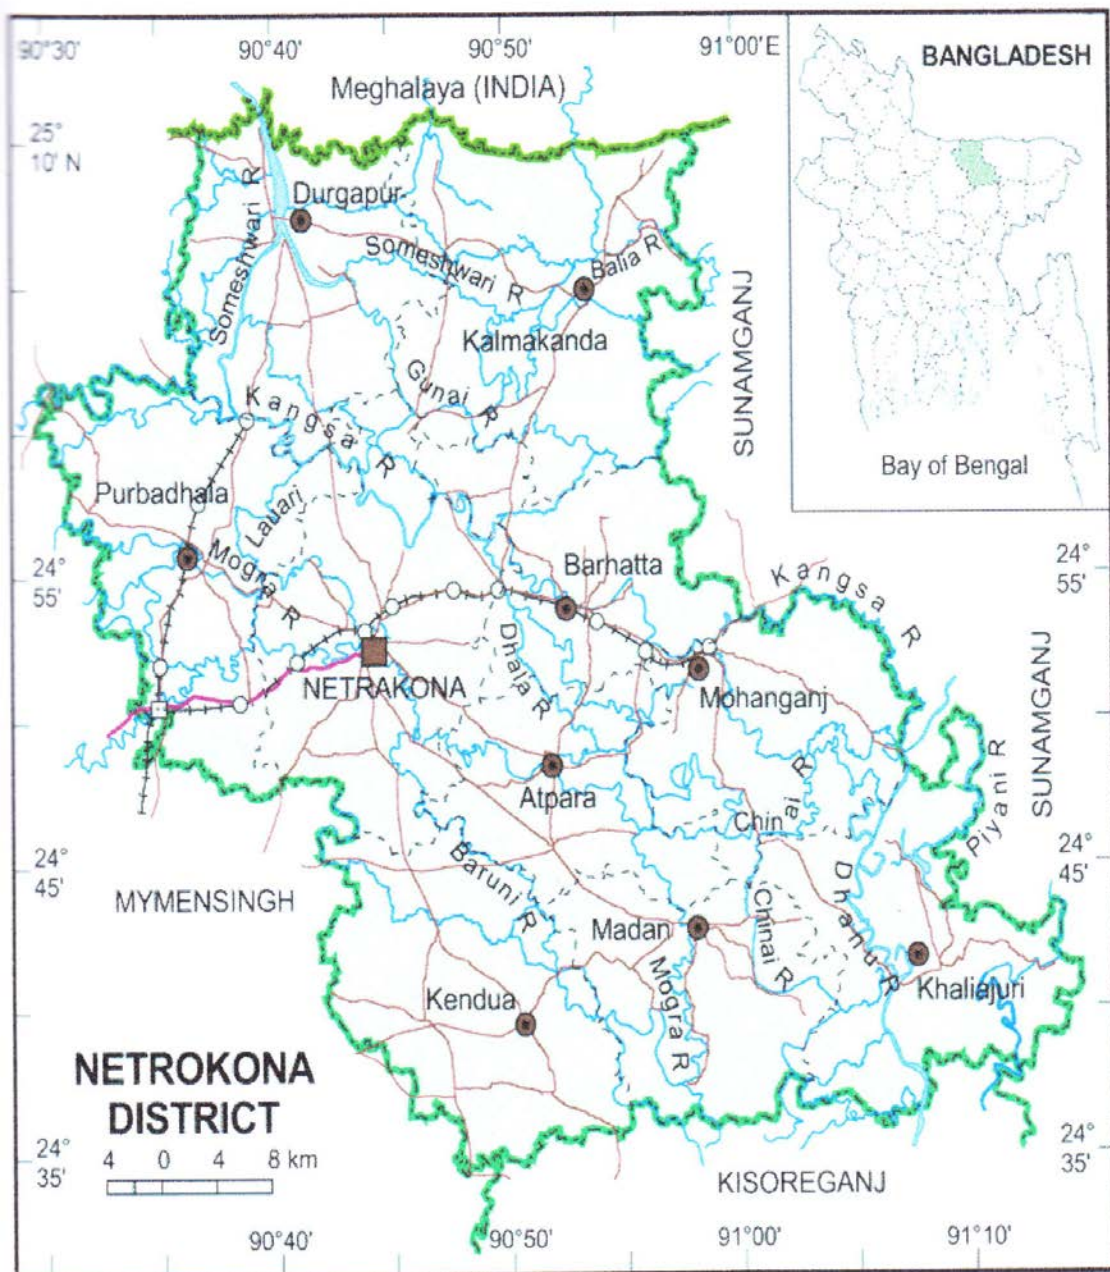 90°30'
90°40'
90°50'
91°00'E
BANGLADESH
Meghalaya (INDIA)
25°
10' N
Durgapur
Someshwari R
Someshwari R
Balia R
Kalmakanda
SUNAMGANJ
Gunai R
Kangsa R
Bay of Bengal
Purbadhala
Lauari
Mogra R
24°
55'
Barhatta
Kangsa R
24°
55'
Dhala R
NETRAKONA
Mohanganj
SUNAMGANJ
Piyani R
Atpara
Chinai R
24°
45'
Baruni R
Dhanu R
24°
45'
MYMENSINGH
Madan
Chinai R
Mogra R
Khaliajuri
Kendua
NETROKONA
DISTRICT
4 0 4 8 km
24°
35'
24°
35'
KISOREGANJ
90°40'
90°50'
91°00'
91°10'